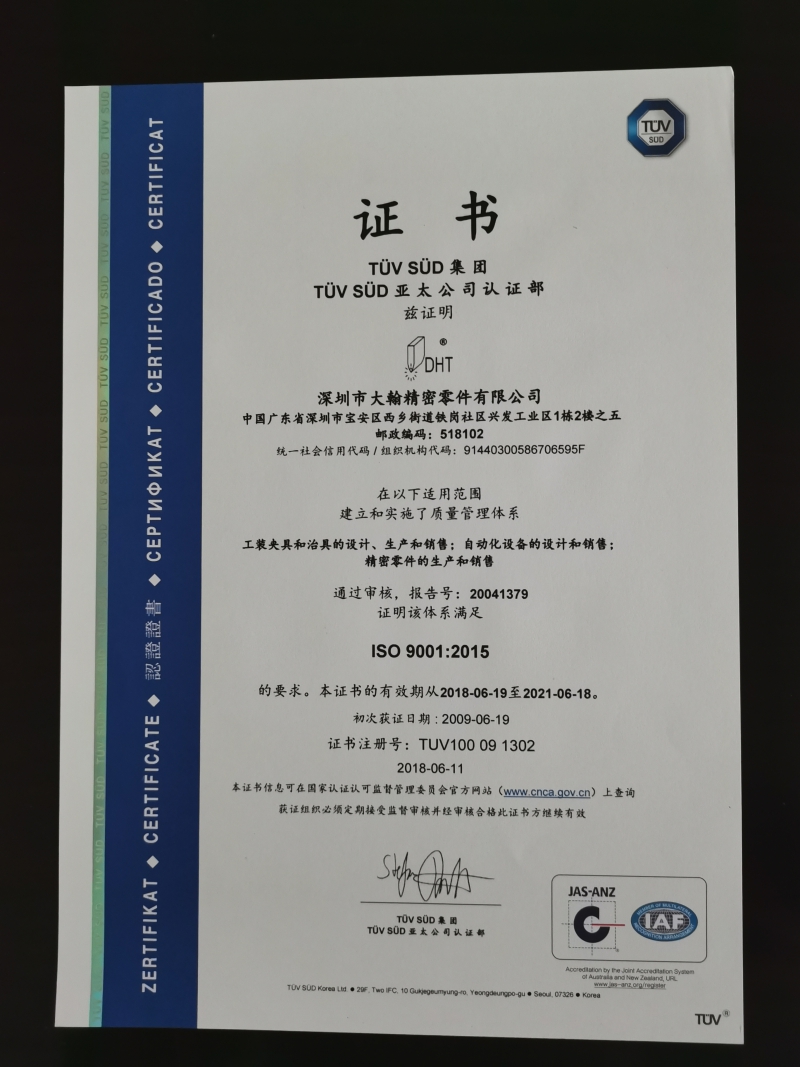 TÜV
SÜD
证 书
TÜV SÜD 集团
TÜV SÜD 亚太公司认证部
兹证明
DHT ®
深圳市大翰精密零件有限公司
中国广东省深圳市宝安区西乡街道铁岗社区兴发工业区1栋2楼之五
邮政编码：518102
统一社会信用代码 / 组织机构代码：91440300586706595F
在以下适用范围
建立和实施了质量管理体系
工装夹具和治具的设计、生产和销售；自动化设备的设计和销售；
精密零件的生产和销售
通过审核，报告号：20041379
证明该体系满足
ISO 9001:2015
的要求。本证书的有效期从2018-06-19至2021-06-18。
初次获证日期 : 2009-06-19
证书注册号：TUV100 09 1302
2018-06-11
本证书信息可在国家认证认可监督管理委员会官方网站（www.cnca.gov.cn）上查询
获证组织必须定期接受监督审核并经审核合格此证书方继续有效
TÜV SÜD 集团
TÜV SÜD 亚太公司认证部
JAS-ANZ
MEMBER OF MULTILATERAL
IAF
RECOGNITION ARRANGEMENT
Accreditation by the Joint Accreditation System
of Australia and New Zealand, URL
www.jas-anz.org/register
TÜV SÜD Korea Ltd. ● 29F, Two IFC, 10 Gukjegeumyung-ro, Yeongdeungpo-gu ● Seoul, 07326 ● Korea
TÜV®
ZERTIFIKAT ◆ CERTIFICATE ◆ 認證證書 ◆ СЕРТИФИКАТ ◆ CERTIFICADO ◆ CERTIFICAT
TÜV SÜD TÜV SÜD TÜV SÜD TÜV SÜD